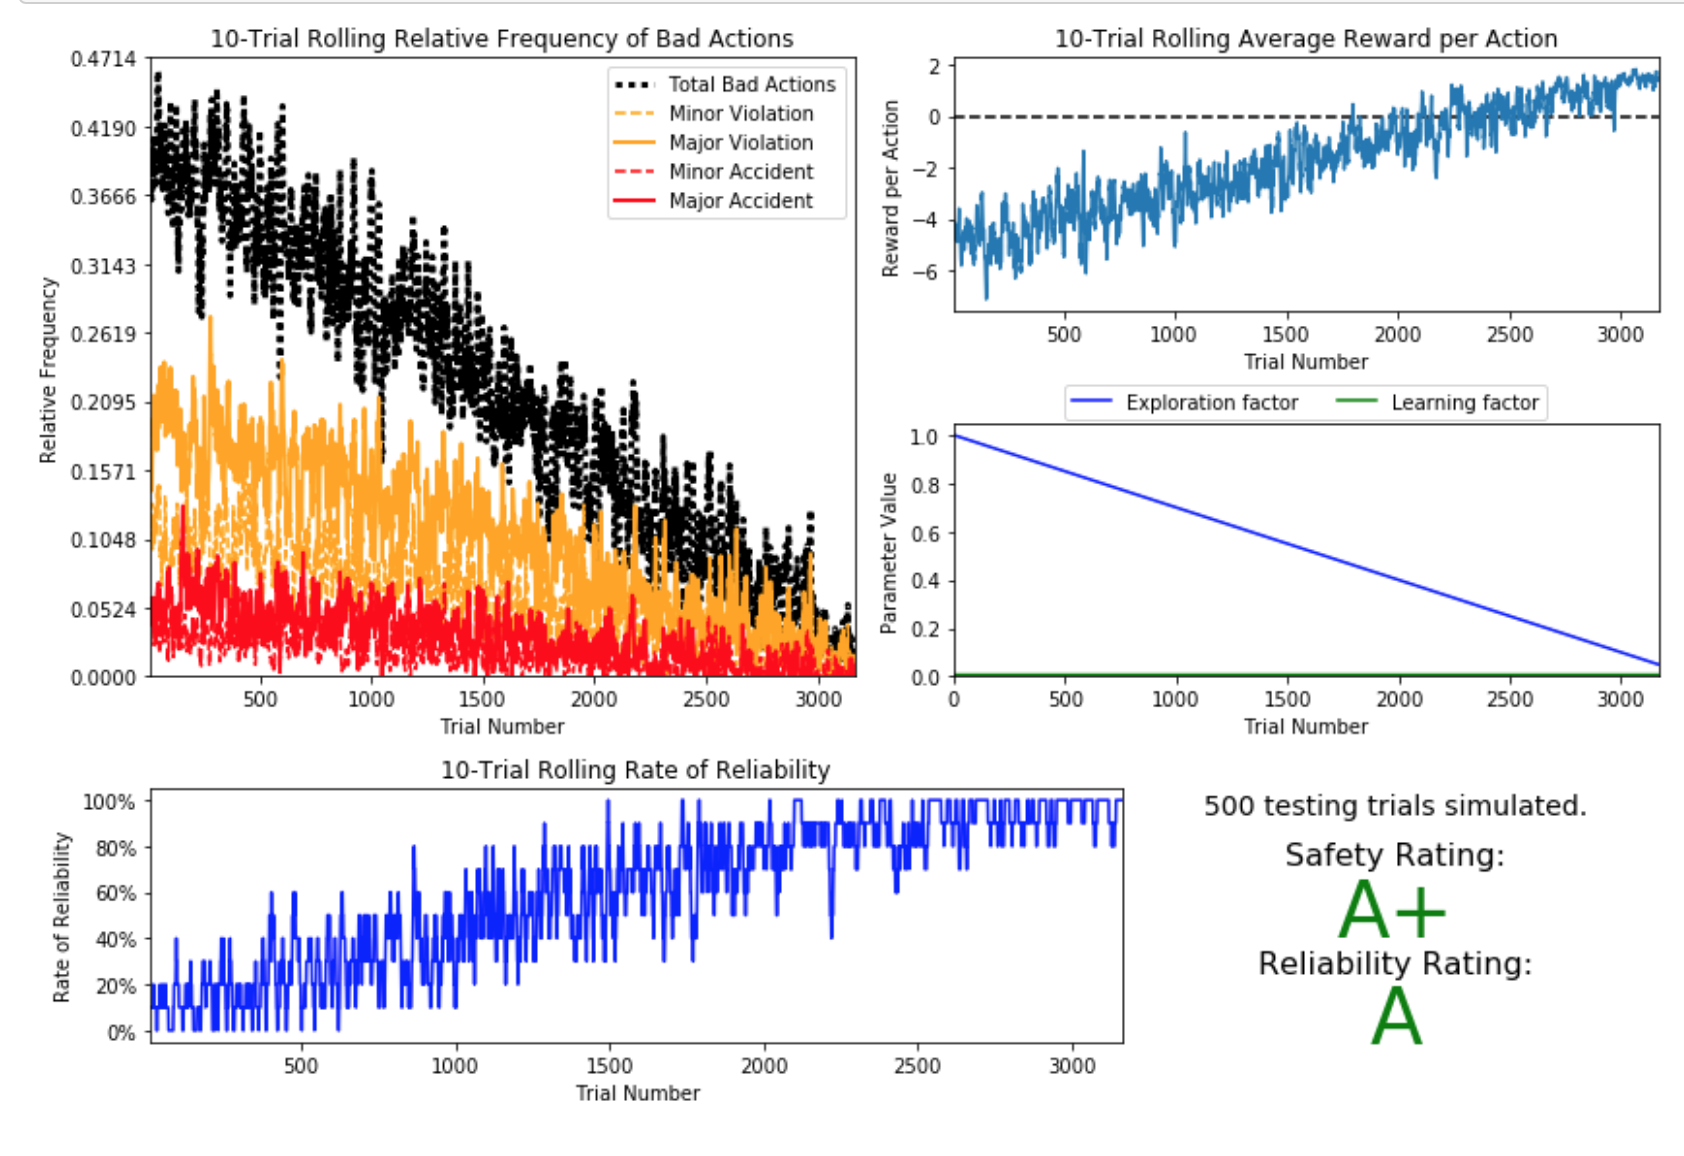 10-Trial Rolling Relative Frequency of Bad Actions
0.4714
0.4190
0.3666
0.3143
0.2619
0.2095
0.1571
0.1048
0.0524
0.0000
Relative Frequency
Total Bad Actions
Minor Violation
Major Violation
Minor Accident
Major Accident
500 1000 1500 2000 2500 3000
Trial Number
10-Trial Rolling Average Reward per Action
2
0
−2
−4
−6
Reward per Action
500 1000 1500 2000 2500 3000
Trial Number
Exploration factor Learning factor
1.0
0.8
0.6
0.4
0.2
0.0
Parameter Value
0 500 1000 1500 2000 2500 3000
Trial Number
10-Trial Rolling Rate of Reliability
100%
80%
60%
40%
20%
0%
Rate of Reliability
500 1000 1500 2000 2500 3000
Trial Number
500 testing trials simulated.
Safety Rating:
A+
Reliability Rating:
A